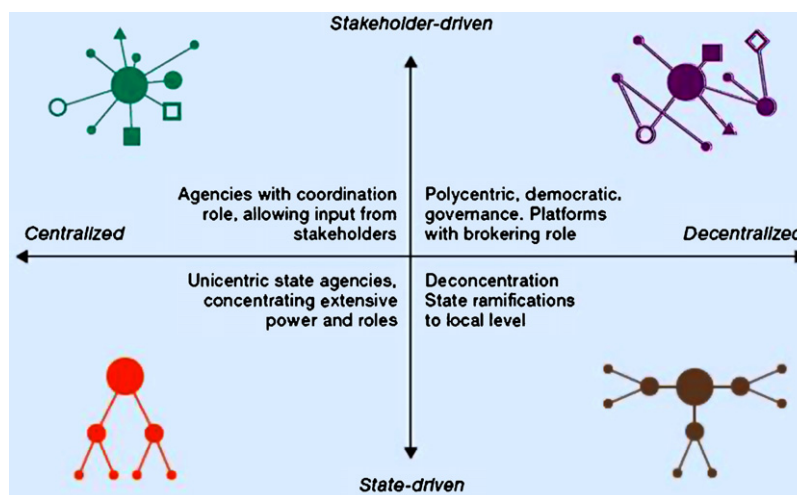 Stakeholder-driven
Agencies with coordination
role, allowing input from
stakeholders
Polycentric, democratic.
governance. Platforms
with brokering role
Centralized
Decentralized
Unicentric state agencies,
concentrating extensive
power and roles
Deconcentration
State ramifications
to local level
State-driven